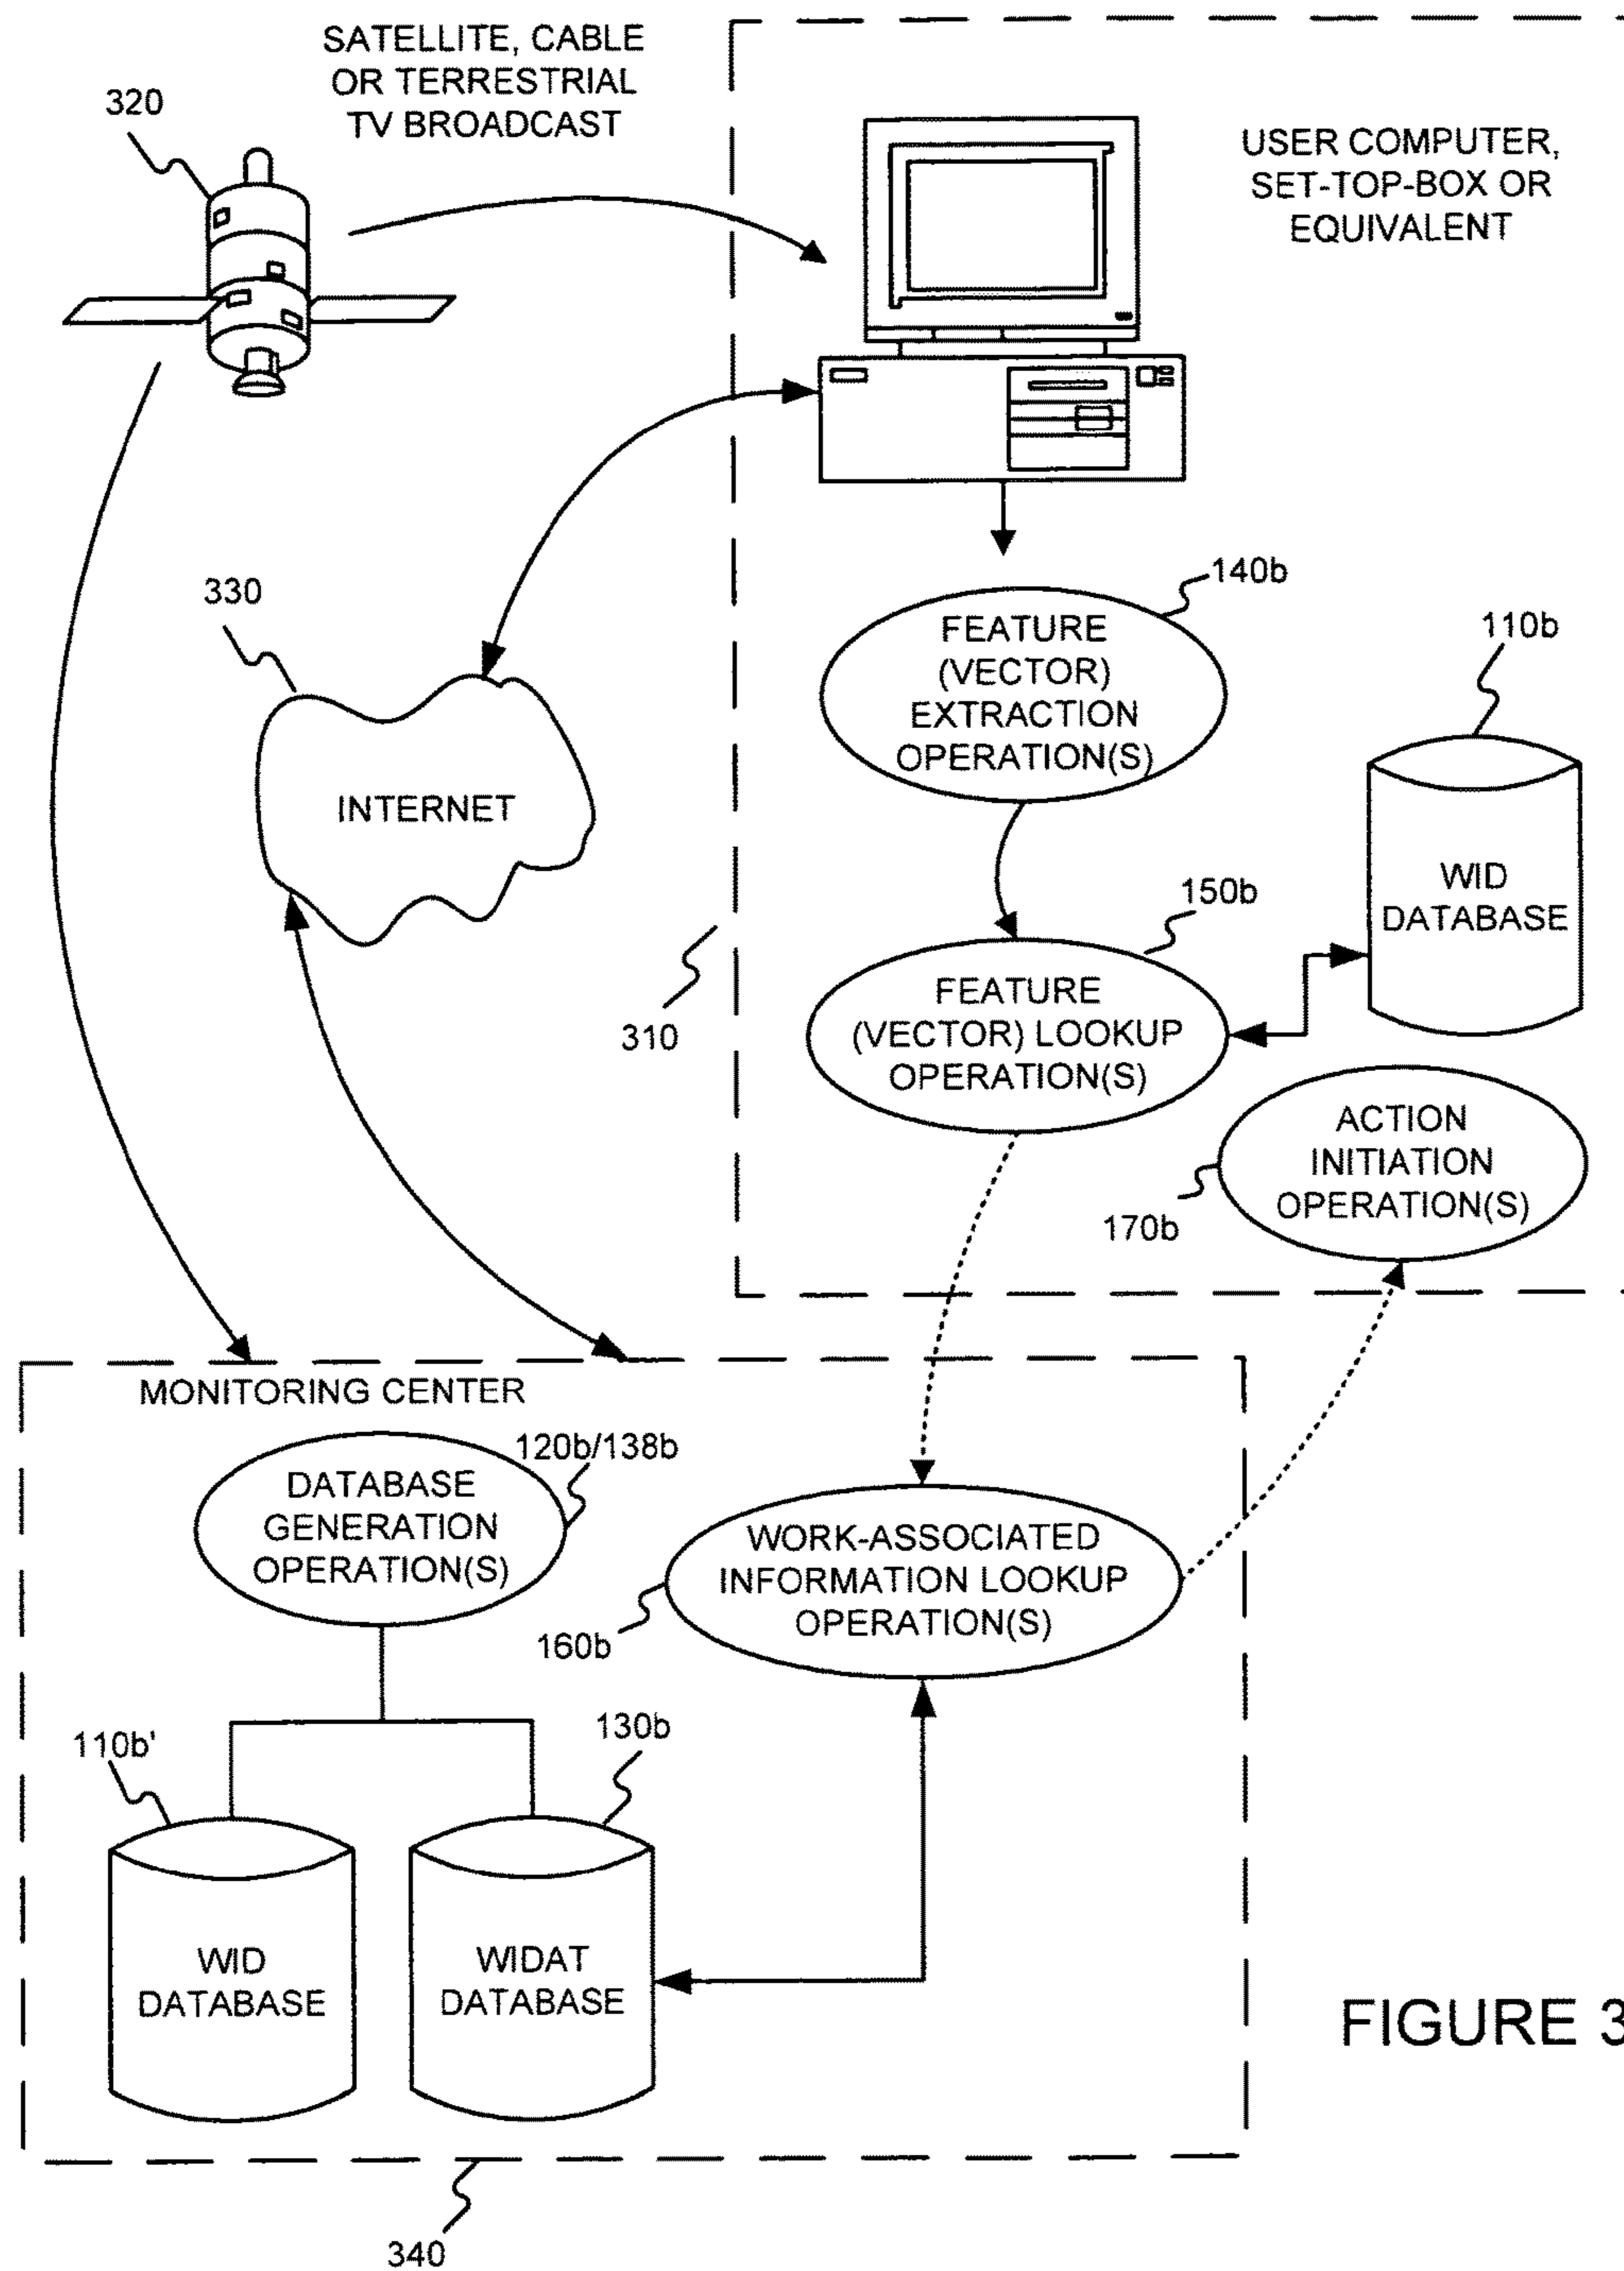 SATELLITE, CABLE
OR TERRESTRIAL
TV BROADCAST
320
USER COMPUTER,
SET-TOP-BOX OR
EQUIVALENT
330
INTERNET
140b
FEATURE
(VECTOR)
EXTRACTION
OPERATION(S)
110b
WID
DATABASE
150b
FEATURE
(VECTOR) LOOKUP
OPERATION(S)
310
ACTION
INITIATION
OPERATION(S)
170b
MONITORING CENTER
120b/138b
DATABASE
GENERATION
OPERATION(S)
WORK-ASSOCIATED
INFORMATION LOOKUP
OPERATION(S)
160b
110b'
130b
WID
DATABASE
WIDAT
DATABASE
FIGURE 3
340